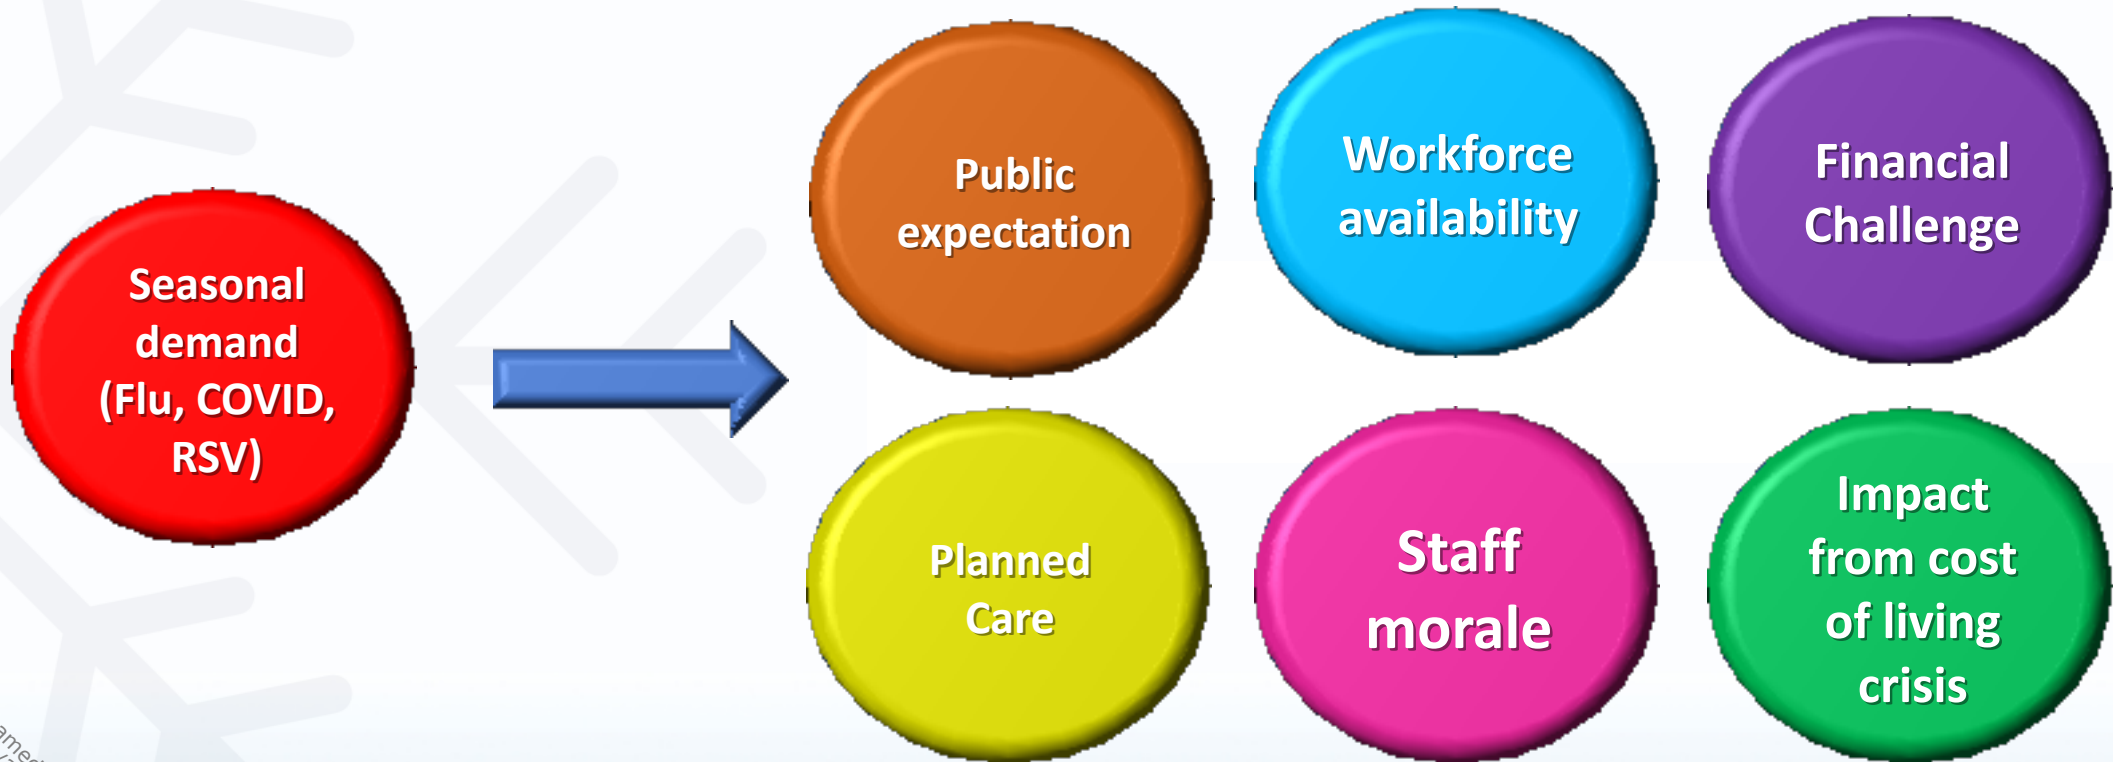 Seasonal
demand
(Flu, COVID,
RSV)
Public
expectation
Workforce
availability
Financial
Challenge
Planned
Care
Staff
morale
Impact
from cost
of living
crisis